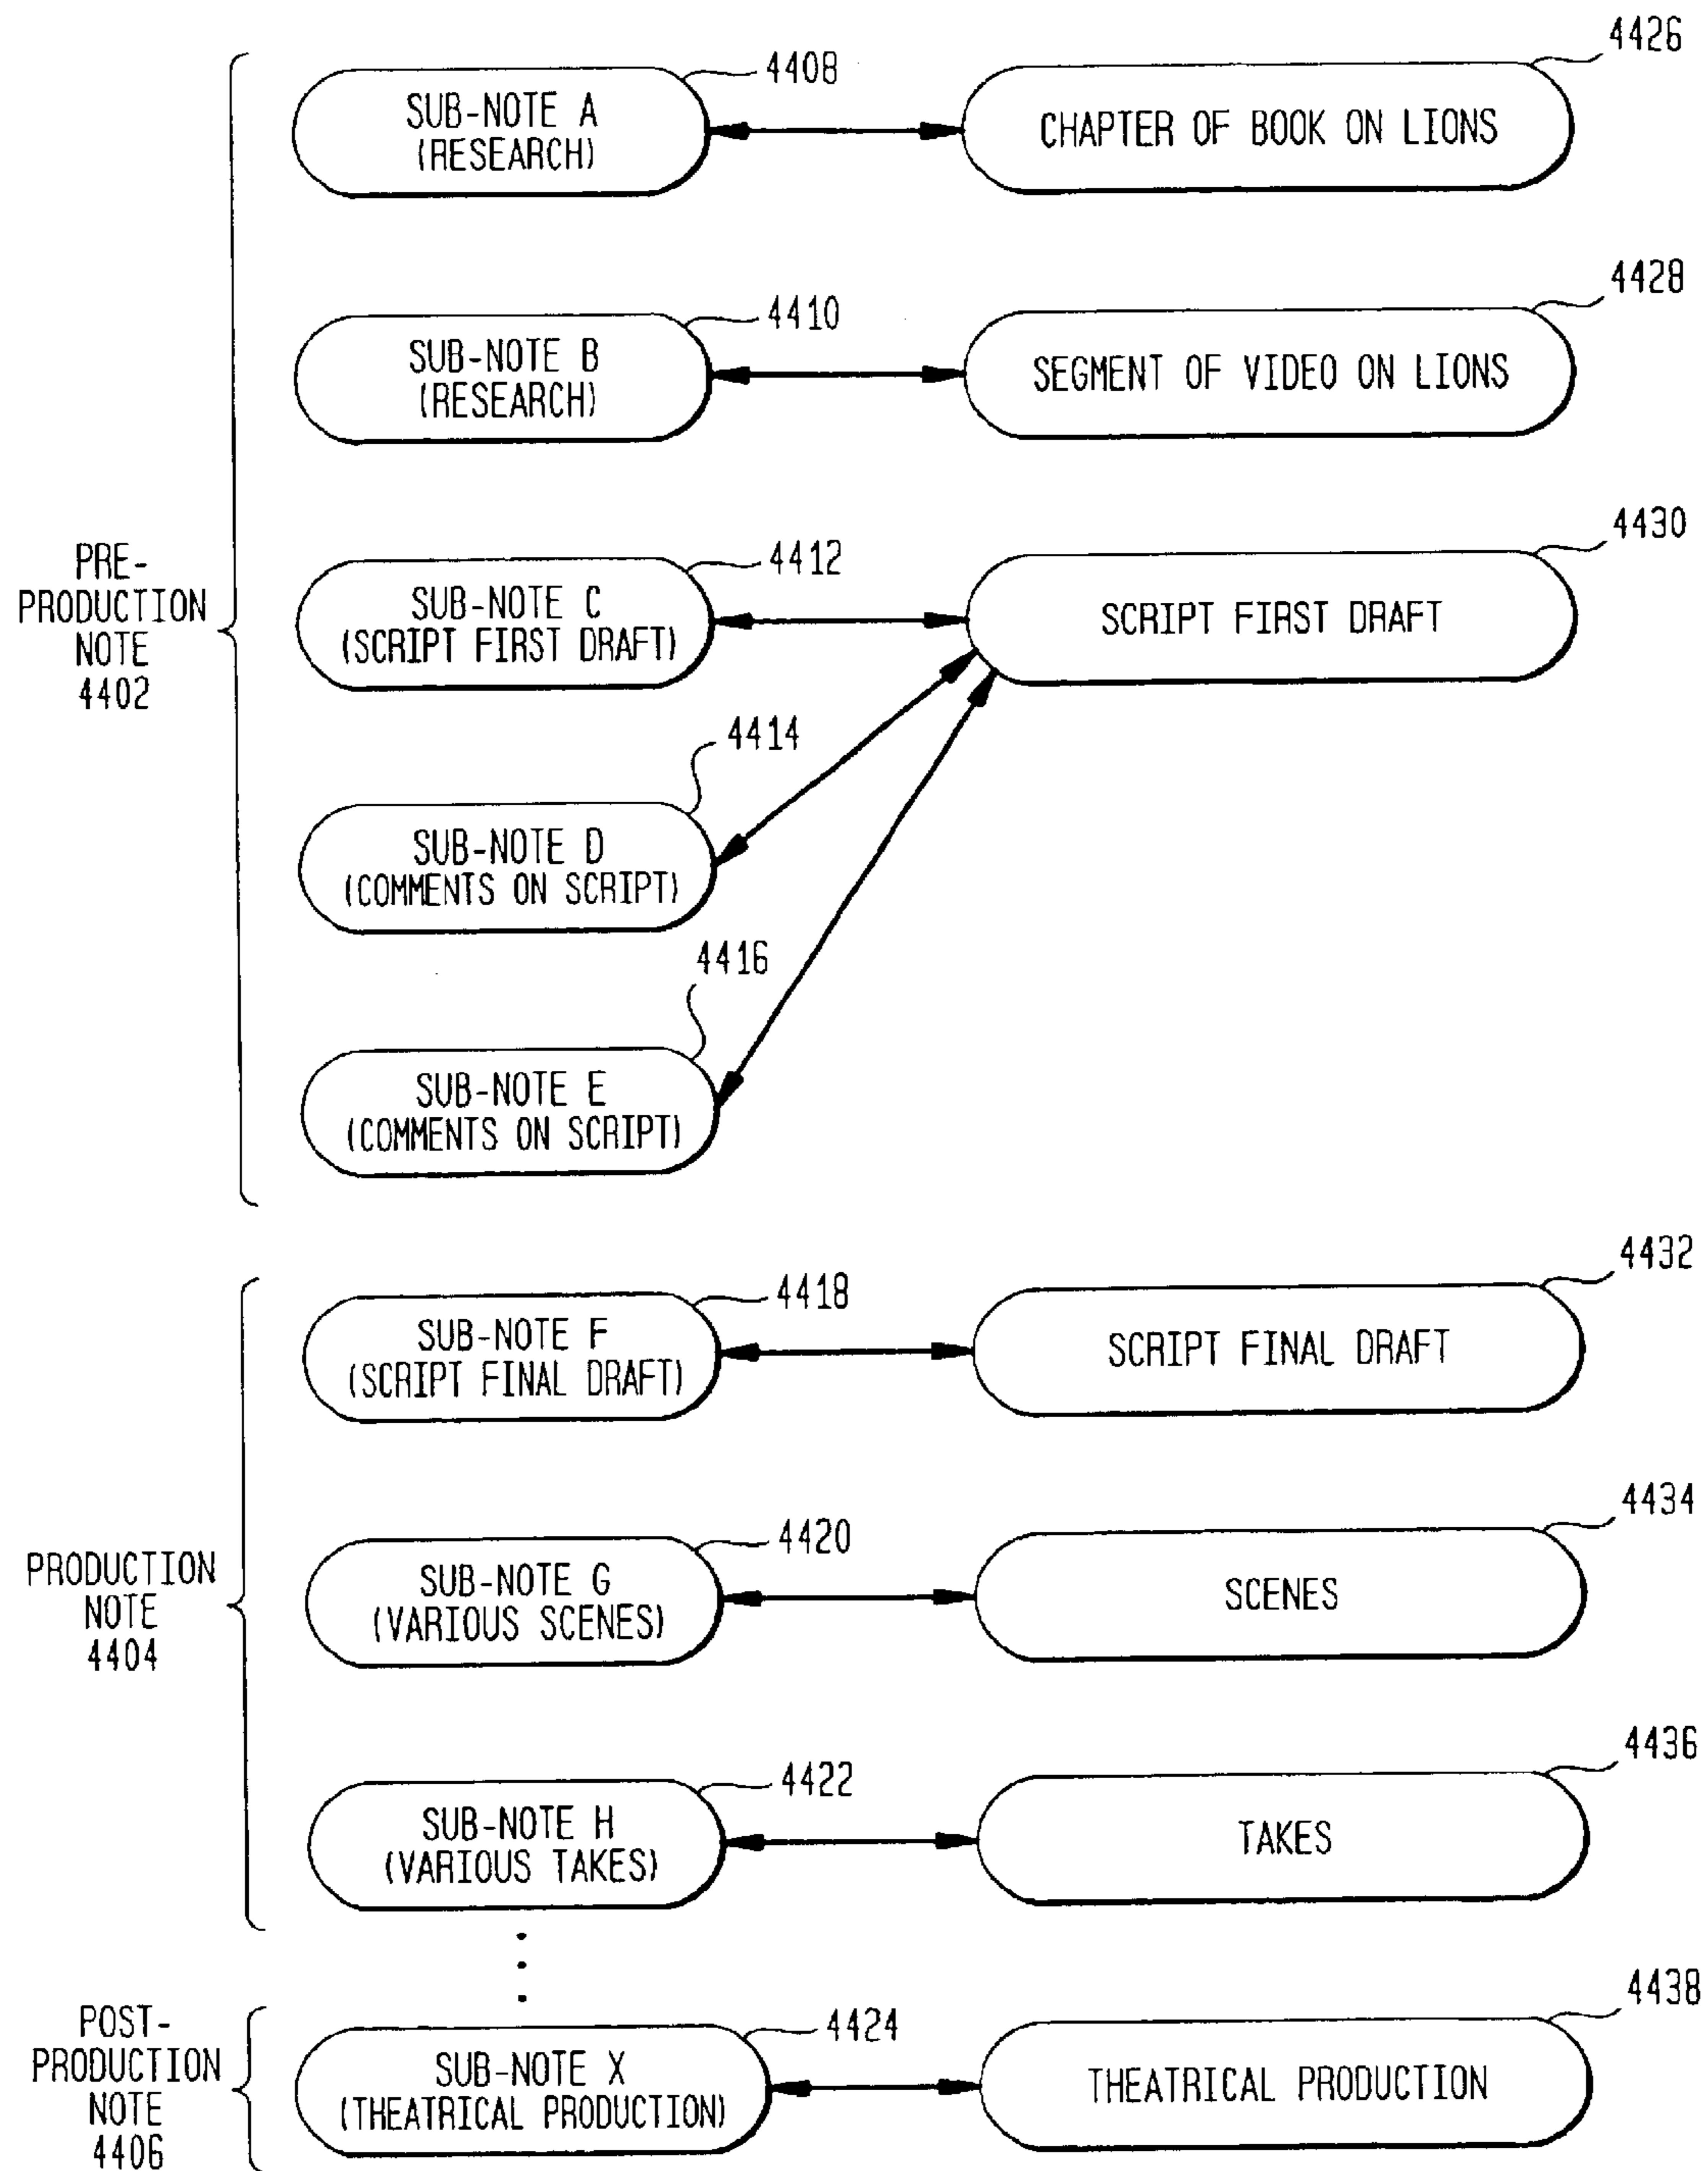 4408
4426
SUB-NOTE A
(RESEARCH)
CHAPTER OF BOOK ON LIONS
4410
4428
SUB-NOTE B
(RESEARCH)
SEGMENT OF VIDEO ON LIONS
PRE-
PRODUCTION
NOTE
4402
4412
4430
SUB-NOTE C
(SCRIPT FIRST DRAFT)
SCRIPT FIRST DRAFT
4414
SUB-NOTE D
(COMMENTS ON SCRIPT)
4416
SUB-NOTE E
(COMMENTS ON SCRIPT)
4418
4432
SUB-NOTE F
(SCRIPT FINAL DRAFT)
SCRIPT FINAL DRAFT
PRODUCTION
NOTE
4404
4420
4434
SUB-NOTE G
(VARIOUS SCENES)
SCENES
4422
4436
SUB-NOTE H
(VARIOUS TAKES)
TAKES
POST-
PRODUCTION
NOTE
4406
4424
4438
SUB-NOTE X
(THEATRICAL PRODUCTION)
THEATRICAL PRODUCTION